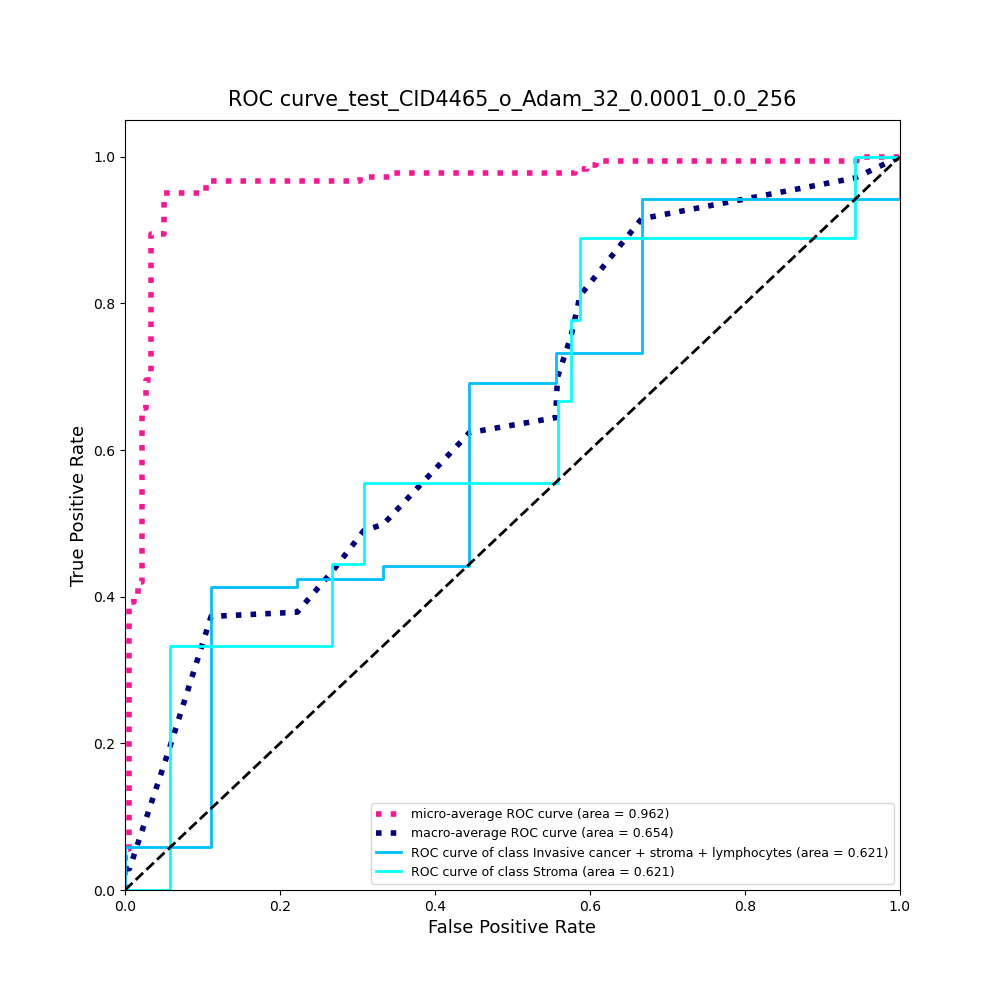 ROC curve_test_CID4465_o_Adam_32_0.0001_0.0_256
True Positive Rate
1.0
0.8
0.6
0.4
0.2
0.0
micro-average ROC curve (area = 0.962)
macro-average ROC curve (area = 0.654)
ROC curve of class Invasive cancer + stroma + lymphocytes (area = 0.621)
ROC curve of class Stroma (area = 0.621)
0.0 0.2 0.4 0.6 0.8 1.0
False Positive Rate